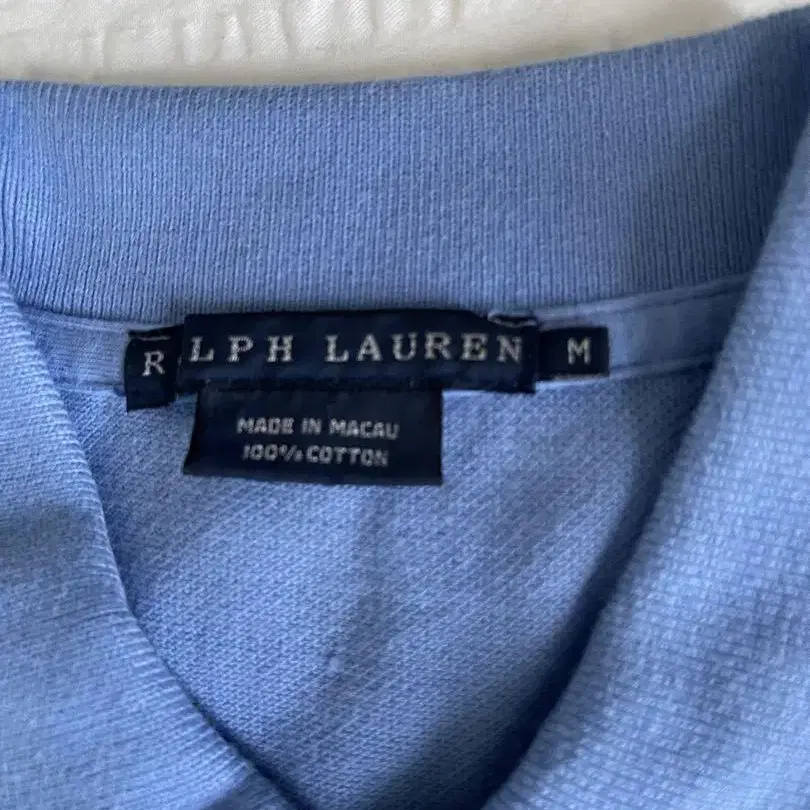 R LPH LAUREN M
MADE IN MACAU
100% COTTON